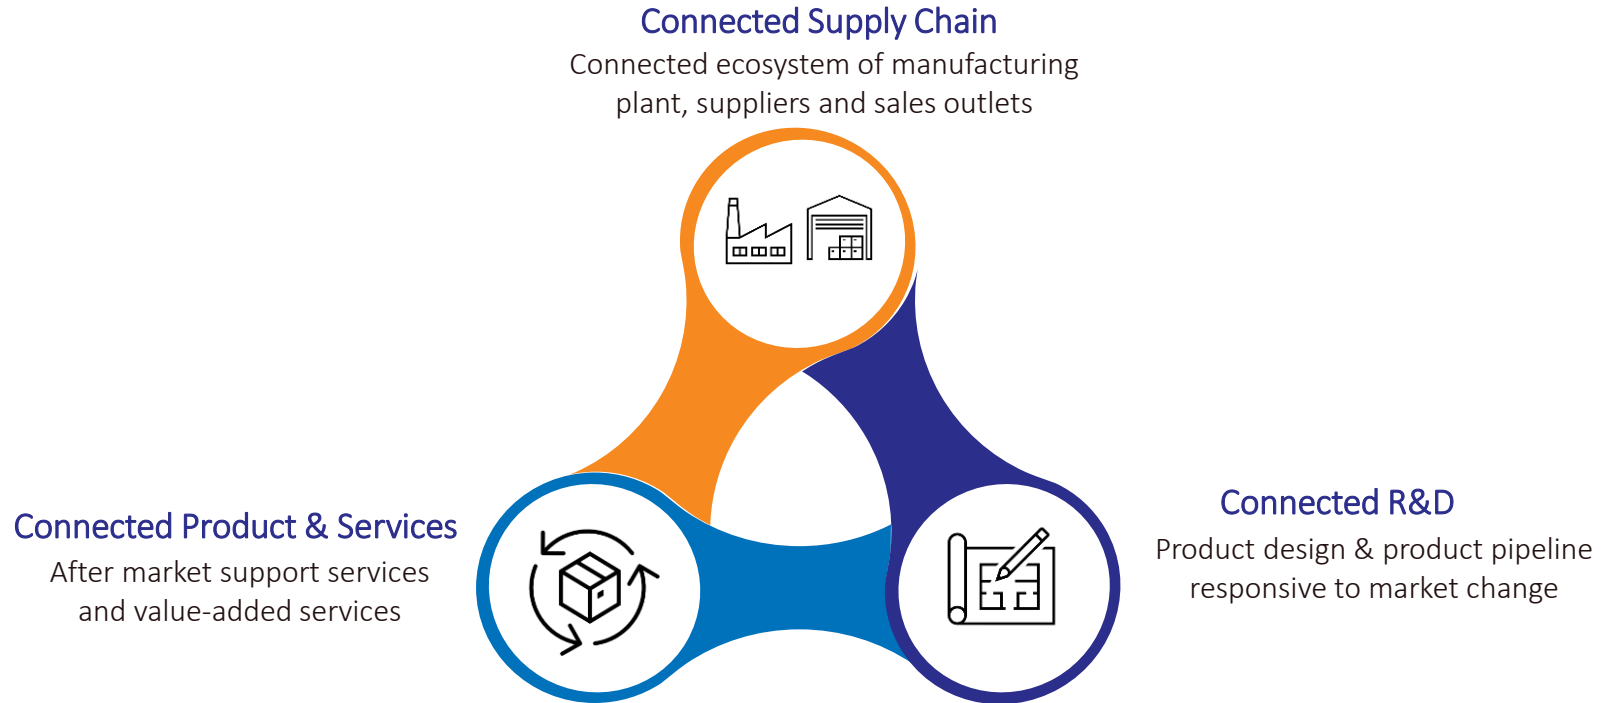 Connected Supply Chain
Connected ecosystem of manufacturing
plant, suppliers and sales outlets
Connected Product & Services
After market support services
and value-added services
Connected R&D
Product design & product pipeline
responsive to market change